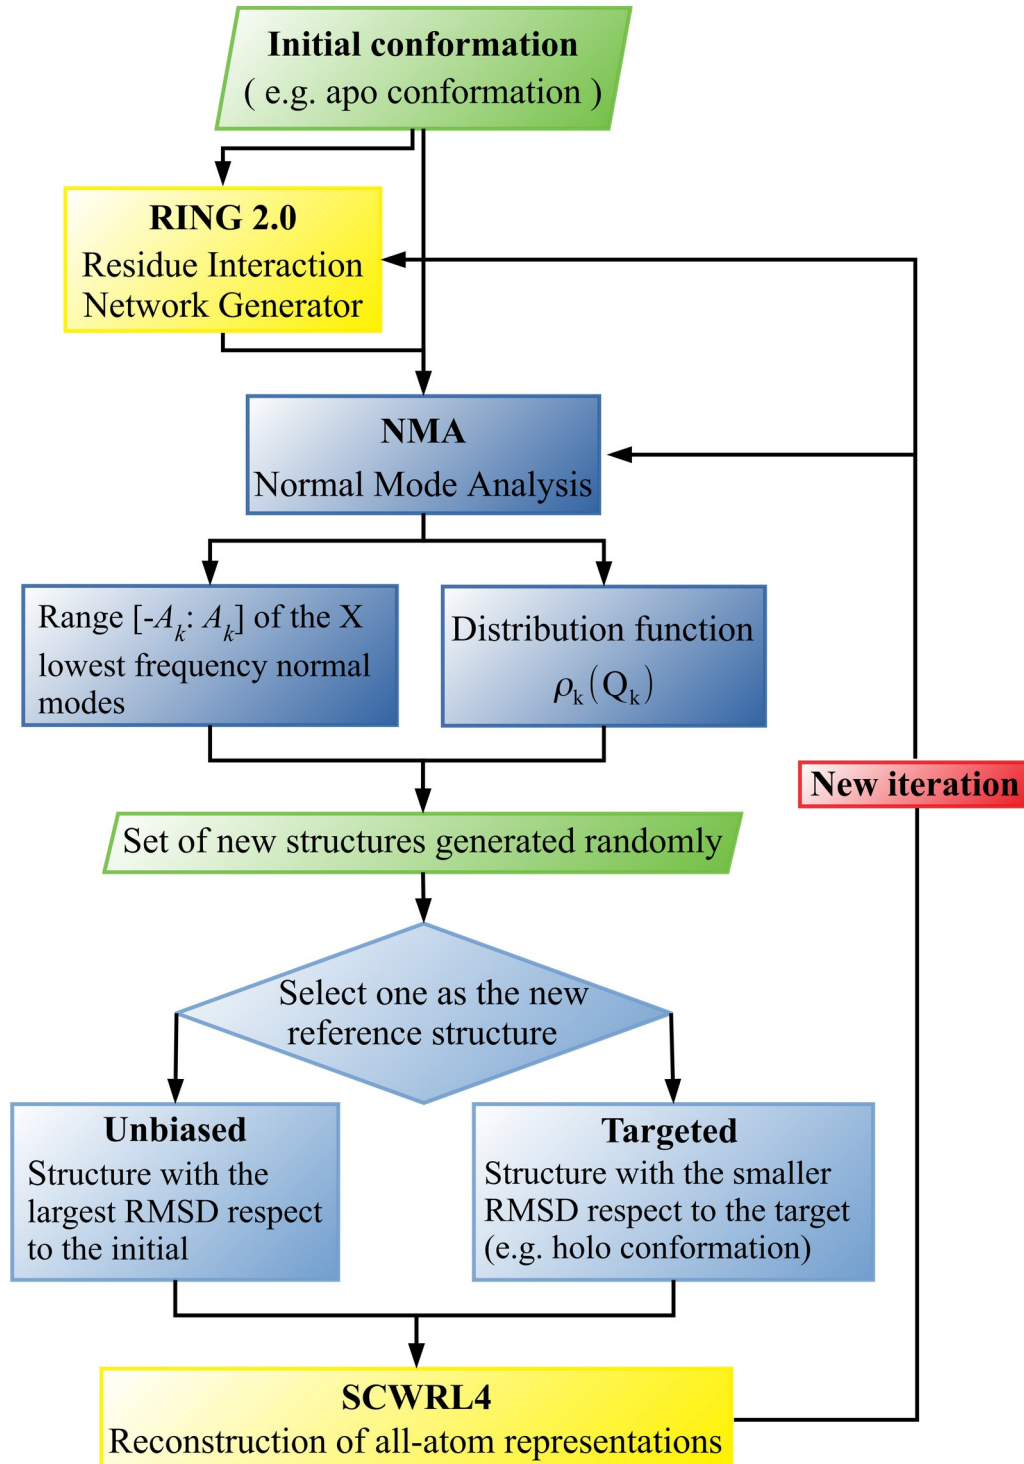 Initial conformation
( e.g. apo conformation )
RING 2.0
Residue Interaction
Network Generator
NMA
Normal Mode Analysis
Range [-Aₖ: Aₖ] of the X
lowest frequency normal
modes
Distribution function
ρₖ(Qₖ)
New iteration
Set of new structures generated randomly
Select one as the new
reference structure
Unbiased
Structure with the
largest RMSD respect
to the initial
Targeted
Structure with the smaller
RMSD respect to the target
(e.g. holo conformation)
SCWRL4
Reconstruction of all-atom representations